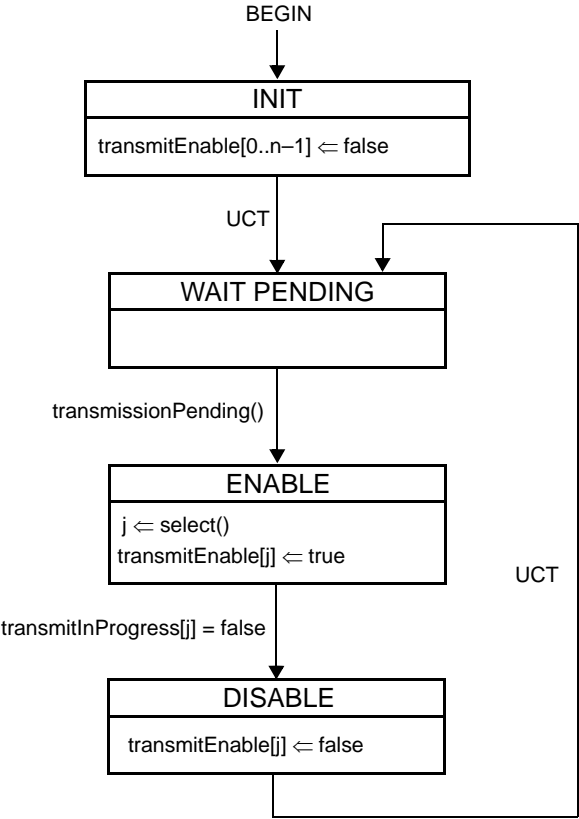 BEGIN
INIT
transmitEnable[0..n–1] ⇐ false
UCT
WAIT PENDING
transmissionPending()
ENABLE
j ⇐ select()
transmitEnable[j] ⇐ true
UCT
transmitInProgress[j] = false
DISABLE
transmitEnable[j] ⇐ false